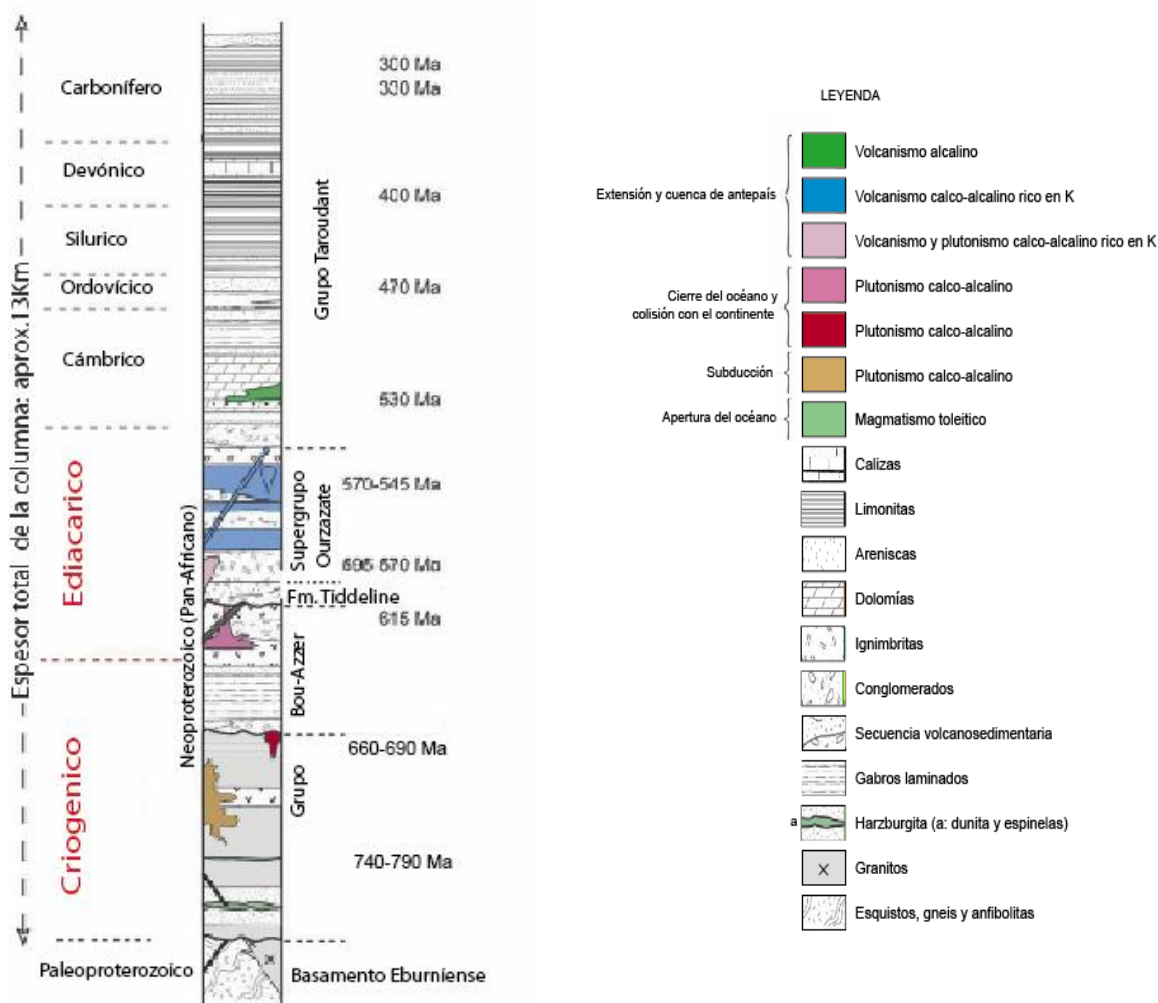 Espesor total de la columna: aprox.13Km
Carbonífero
Devónico
Silurico
Ordovícico
Cámbrico
Ediacarico
Criogenico
Paleoproterozoico
Neoproterozoico (Pan-Africano)
Grupo Taroudant
Supergrupo
Ourzazate
Fm. Tiddeline
Bou-Azzer
Grupo
Basamento Eburniense
300 Ma
330 Ma
400 Ma
470 Ma
530 Ma
570-545 Ma
595-570 Ma
615 Ma
660-690 Ma
740-790 Ma
LEYENDA
Extensión y cuenca de antepaís
Volcanismo alcalino
Volcanismo calco-alcalino rico en K
Volcanismo y plutonismo calco-alcalino rico en K
Cierre del océano y
colisión con el continente
Plutonismo calco-alcalino
Plutonismo calco-alcalino
Subducción
Plutonismo calco-alcalino
Apertura del océano
Magmatismo toleitico
Calizas
Limonitas
Areniscas
Dolomías
Ignimbritas
Conglomerados
Secuencia volcanosedimentaria
Gabros laminados
a
Harzburgita (a: dunita y espinelas)
Granitos
Esquistos, gneis y anfibolitas